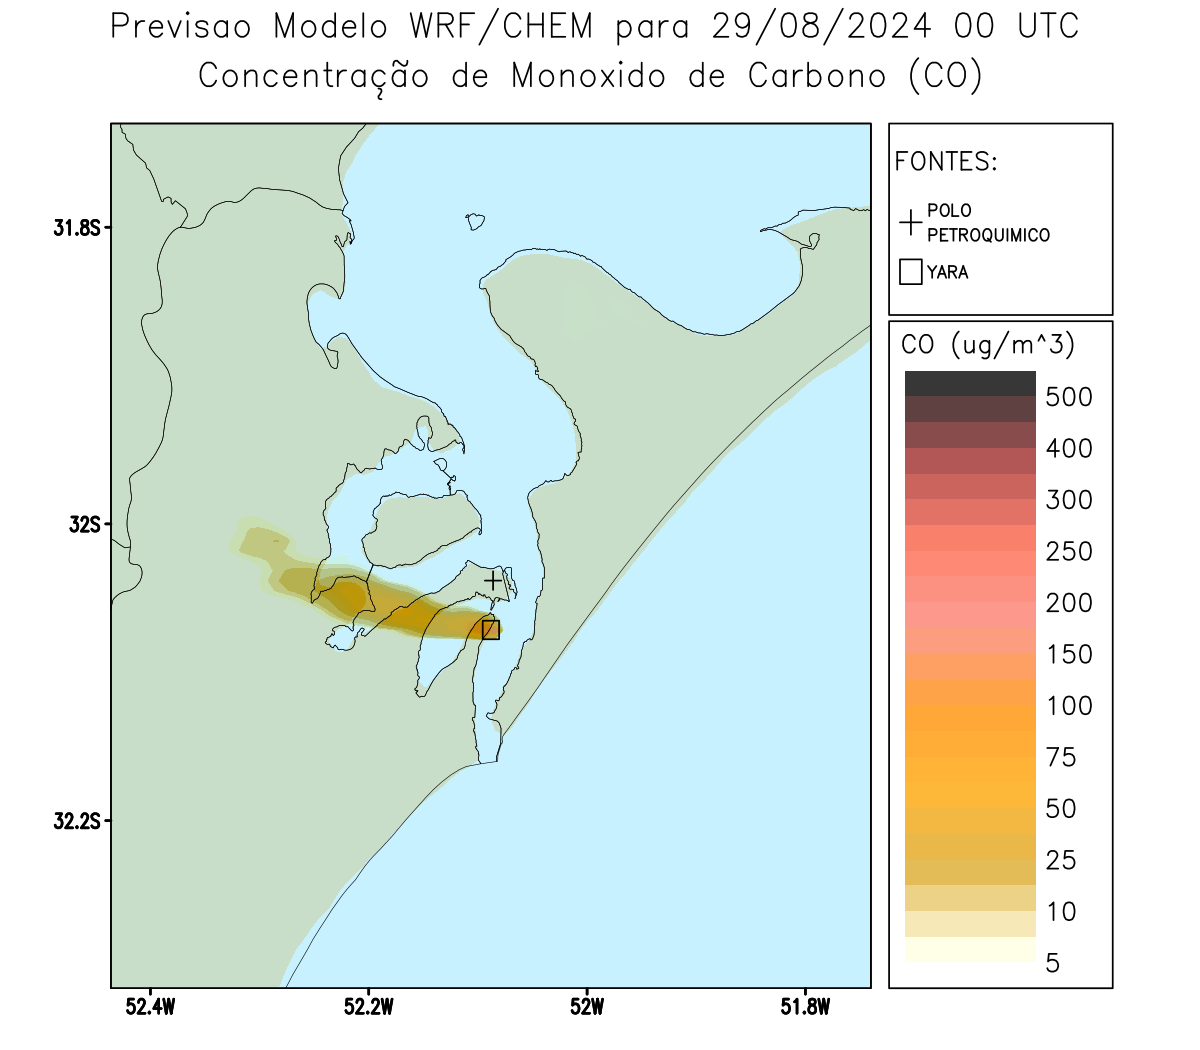 Previsao Modelo WRF/CHEM para 29/08/2024 00 UTC
Concentração de Monoxido de Carbono (CO)
FONTES:
POLO
PETROQUIMICO
YARA
CO (ug/m^3)
500
400
300
250
200
150
100
75
50
25
10
5
31.8S
32S
32.2S
52.4W
52.2W
52W
51.8W